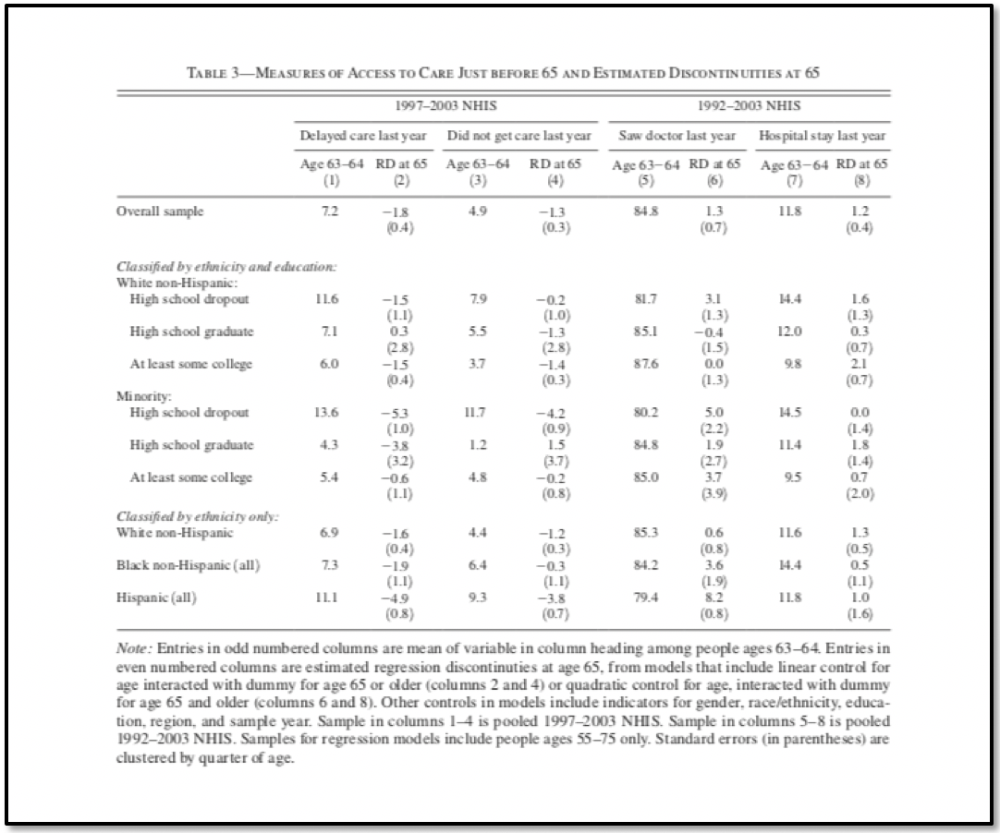 TABLE 3—MEASURES OF ACCESS TO CARE JUST BEFORE 65 AND ESTIMATED DISCONTINUITIES AT 65
1997–2003 NHIS 1992–2003 NHIS
Delayed care last year Did not get care last year Saw doctor last year Hospital stay last year
Age 63–64 RD at 65 Age 63–64 RD at 65 Age 63–64 RD at 65 Age 63–64 RD at 65
(1) (2) (3) (4) (5) (6) (7) (8)
Overall sample 7.2 −1.8 4.9 −1.3 84.8 1.3 11.8 1.2
(0.4) (0.3) (0.7) (0.4)
Classified by ethnicity and education:
White non-Hispanic:
High school dropout 11.6 −1.5 7.9 −0.2 81.7 3.1 14.4 1.6
(1.1) (1.0) (1.3) (1.3)
High school graduate 7.1 0.3 5.5 −1.3 85.1 −0.4 12.0 0.3
(2.8) (2.8) (1.5) (0.7)
At least some college 6.0 −1.5 3.7 −1.4 87.6 0.0 9.8 2.1
(0.4) (0.3) (1.3) (0.7)
Minority:
High school dropout 13.6 −5.3 11.7 −4.2 80.2 5.0 14.5 0.0
(1.0) (0.9) (2.2) (1.4)
High school graduate 4.3 −3.8 1.2 1.5 84.8 1.9 11.4 1.8
(3.2) (3.7) (2.7) (1.4)
At least some college 5.4 −0.6 4.8 −0.2 85.0 3.7 9.5 0.7
(1.1) (0.8) (3.9) (2.0)
Classified by ethnicity only:
White non-Hispanic 6.9 −1.6 4.4 −1.2 85.3 0.6 11.6 1.3
(0.4) (0.3) (0.8) (0.5)
Black non-Hispanic (all) 7.3 −1.9 6.4 −0.3 84.2 3.6 14.4 0.5
(1.1) (1.1) (1.9) (1.1)
Hispanic (all) 11.1 −4.9 9.3 −3.8 79.4 8.2 11.8 1.0
(0.8) (0.7) (0.8) (1.6)
Note: Entries in odd numbered columns are mean of variable in column heading among people ages 63–64. Entries in
even numbered columns are estimated regression discontinuties at age 65, from models that include linear control for
age interacted with dummy for age 65 or older (columns 2 and 4) or quadratic control for age, interacted with dummy
for age 65 and older (columns 6 and 8). Other controls in models include indicators for gender, race/ethnicity, educa-
tion, region, and sample year. Sample in columns 1–4 is pooled 1997–2003 NHIS. Sample in columns 5–8 is pooled
1992–2003 NHIS. Samples for regression models include people ages 55–75 only. Standard errors (in parentheses) are
clustered by quarter of age.